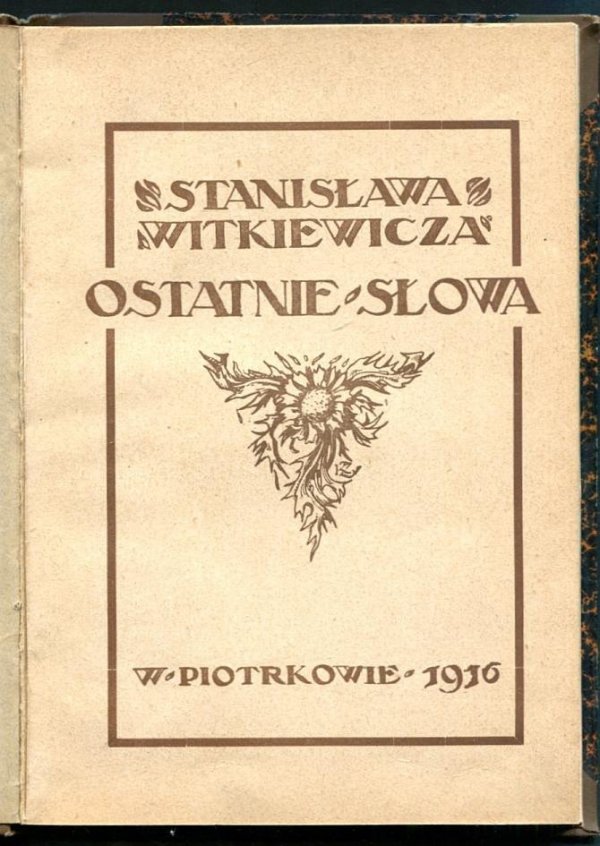 STANISŁAWA
WITKIEWICZA
OSTATNIE · SŁOWA
W · PIOTRKOWIE · 1916